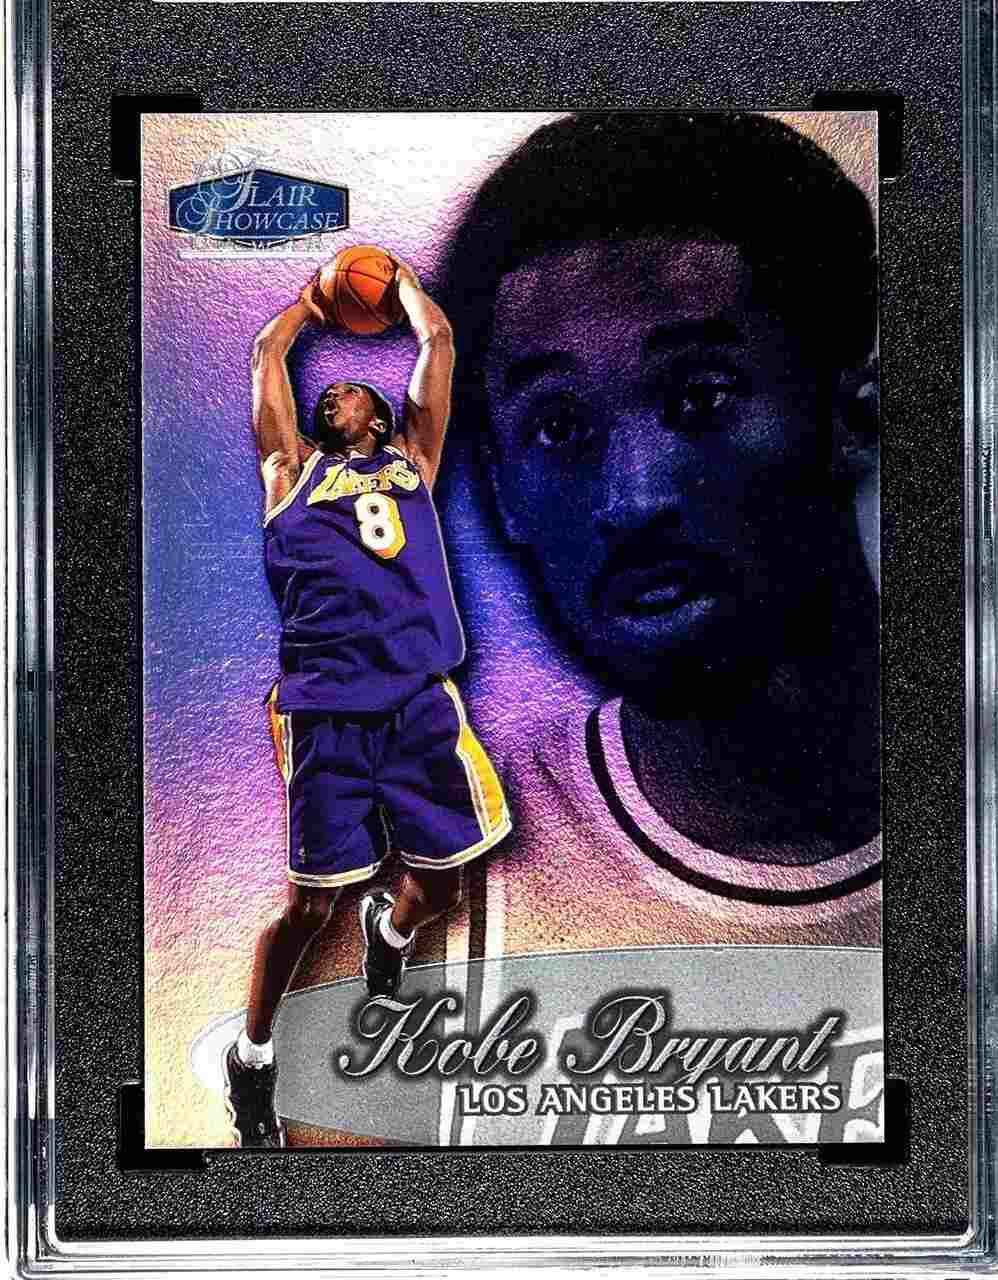 FLAIR
SHOWCASE
LAKERS
8
Kobe Bryant
LOS ANGELES LAKERS